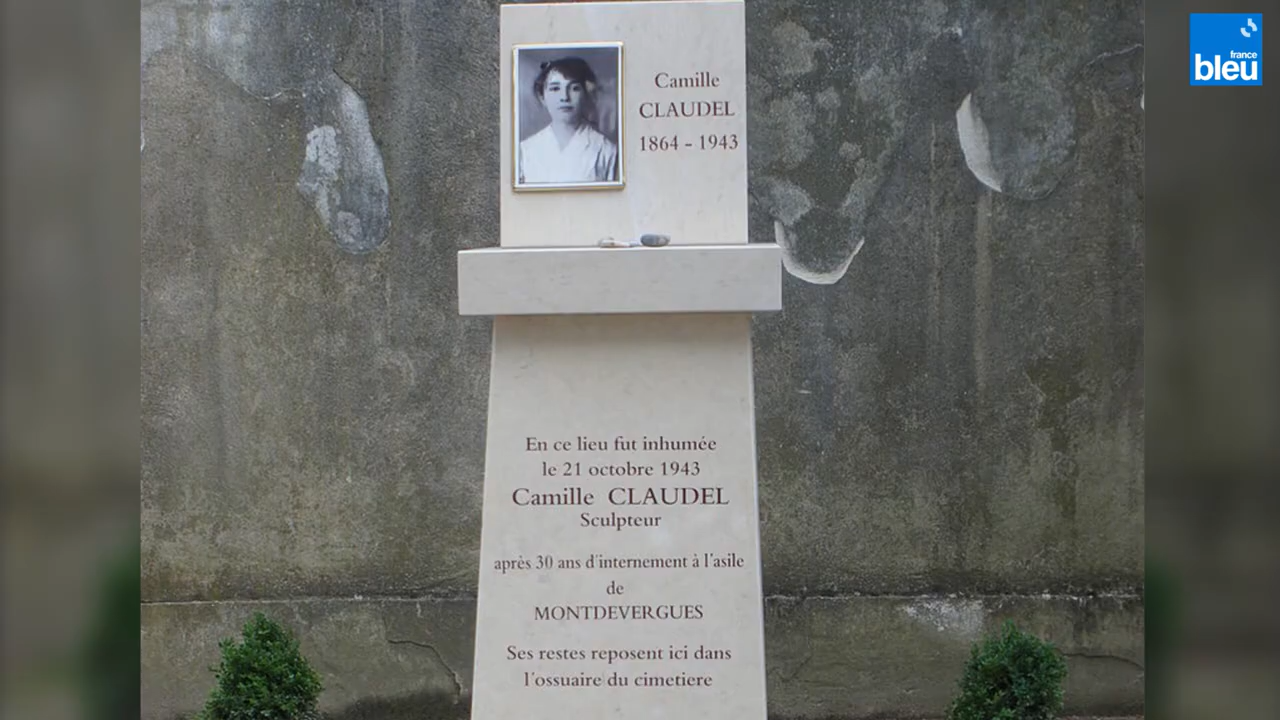 france
bleu
Camille
CLAUDEL
1864 - 1943
En ce lieu fut inhumée
le 21 octobre 1943
Camille CLAUDEL
Sculpteur
après 30 ans d'internement à l'asile
de
MONTDEVERGUES
Ses restes reposent ici dans
l'ossuaire du cimetiere